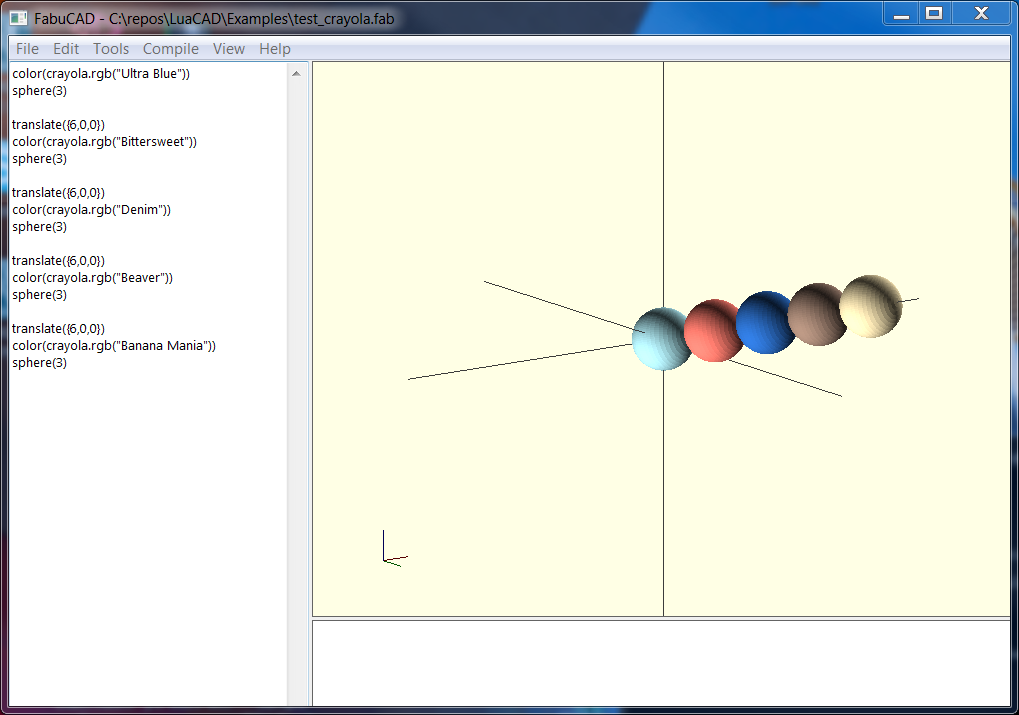 FabuCAD - C:\repos\LuaCAD\Examples\test_crayola.fab
File Edit Tools Compile View Help
color(crayola.rgb("Ultra Blue"))
sphere(3)
translate({6,0,0})
color(crayola.rgb("Bittersweet"))
sphere(3)
translate({6,0,0})
color(crayola.rgb("Denim"))
sphere(3)
translate({6,0,0})
color(crayola.rgb("Beaver"))
sphere(3)
translate({6,0,0})
color(crayola.rgb("Banana Mania"))
sphere(3)